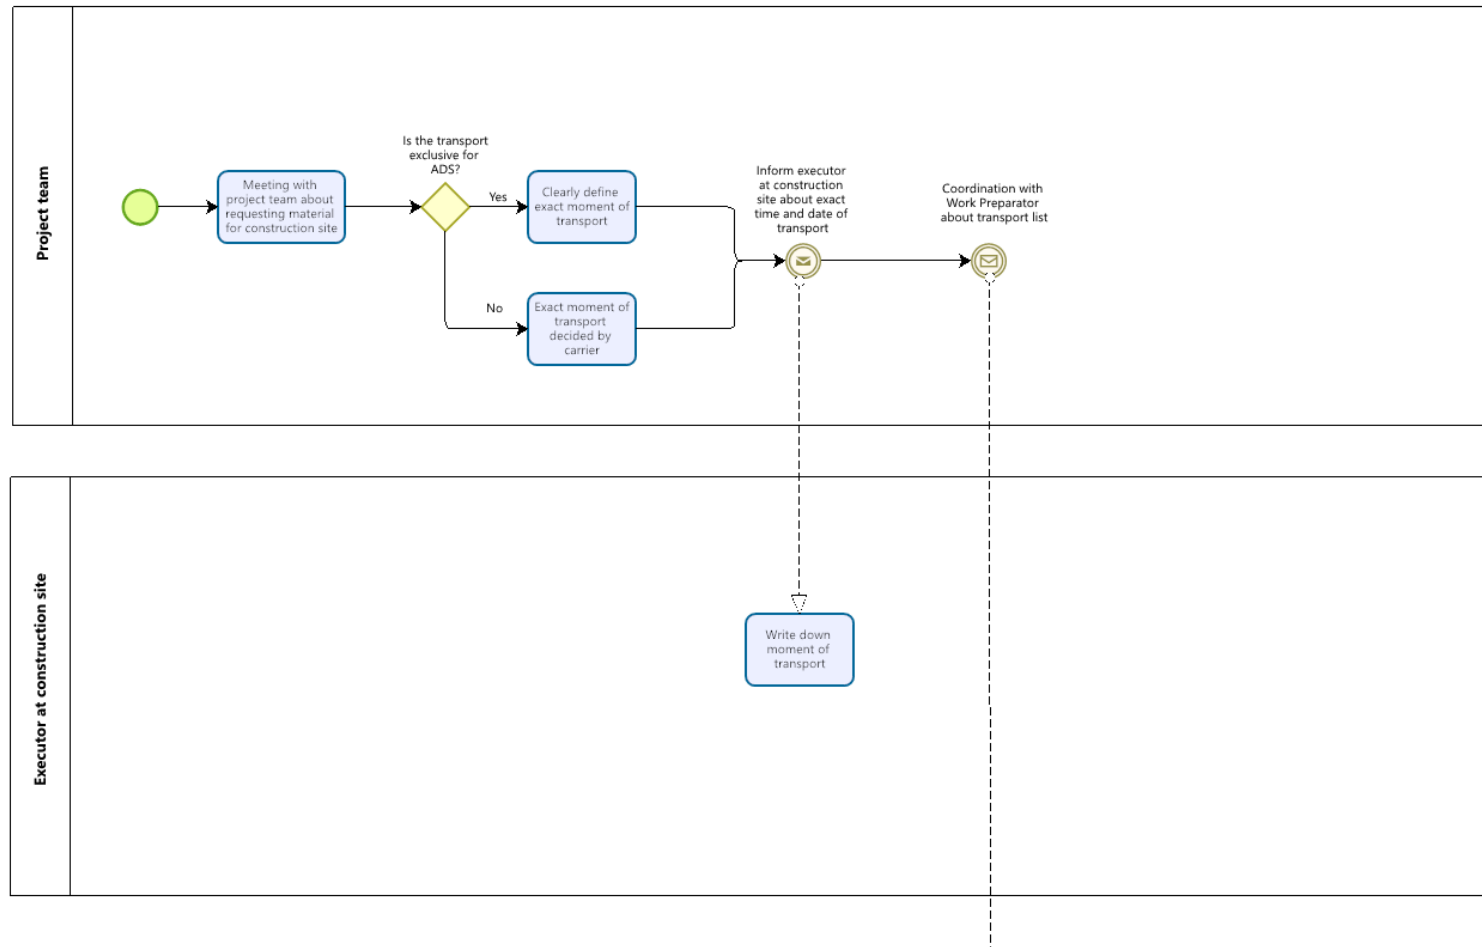 Project team
Meeting with
project team about
requesting material
for construction site
Is the transport
exclusive for
ADS?
Yes
No
Clearly define
exact moment of
transport
Exact moment of
transport
decided by
carrier
Inform executor
at construction
site about exact
time and date of
transport
Coordination with
Work Preparator
about transport list
Executor at construction site
Write down
moment of
transport